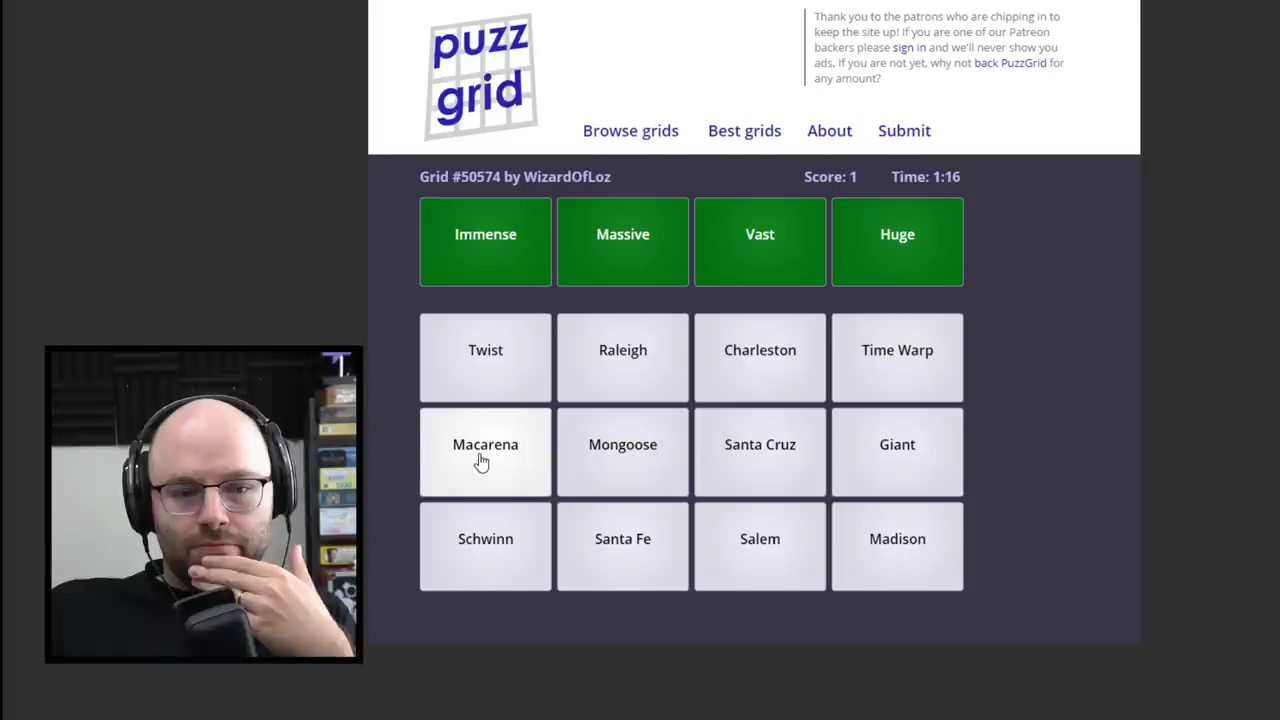 puzz
grid
Thank you to the patrons who are chipping in to
keep the site up! If you are one of our Patreon
backers please sign in and we'll never show you
ads. If you are not yet, why not back PuzzGrid for
any amount?
Browse grids Best grids About Submit
Grid #50574 by WizardOfLoz Score: 1 Time: 1:16
Immense Massive Vast Huge
Twist Raleigh Charleston Time Warp
Macarena Mongoose Santa Cruz Giant
Schwinn Santa Fe Salem Madison